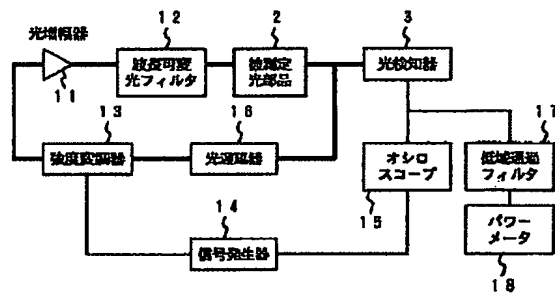 光増幅器
11
12
波長可変
光フィルタ
2
被測定
光部品
3
光検知器
13
強度変調器
16
光遅延器
オシロ
スコープ
15
17
低域通過
フィルタ
14
信号発生器
パワー
メータ
18